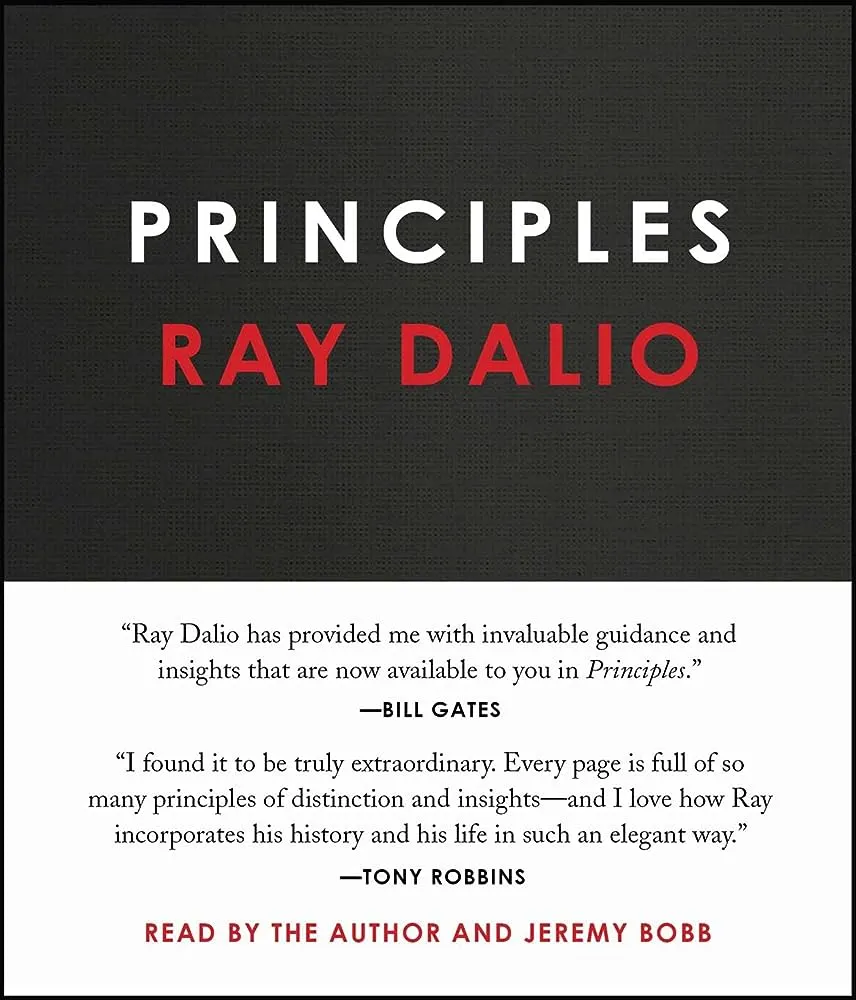 PRINCIPLES
RAY DALIO
“Ray Dalio has provided me with invaluable guidance and
insights that are now available to you in Principles.”
—BILL GATES
“I found it to be truly extraordinary. Every page is full of so
many principles of distinction and insights—and I love how Ray
incorporates his history and his life in such an elegant way.”
—TONY ROBBINS
READ BY THE AUTHOR AND JEREMY BOBB